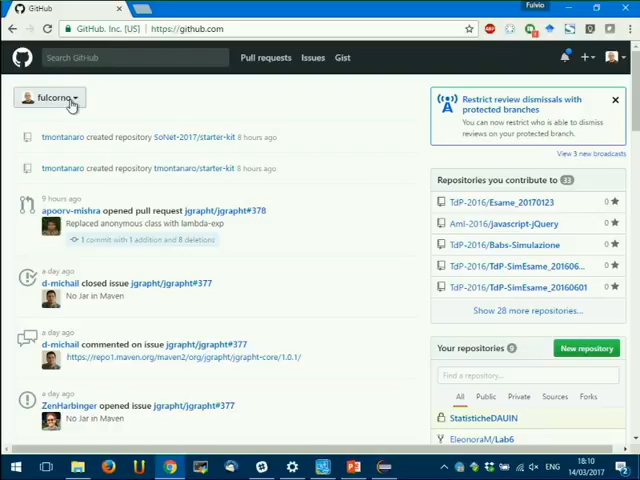 Fulvio
GitHub
GitHub, Inc. [US] https://github.com
Search GitHub
Pull requests Issues Gist
fulcorno
tmontanaro created repository SoNet-2017/starter-kit 8 hours ago
tmontanaro created repository tmontanaro/starter-kit 8 hours ago
9 hours ago
apoorv-mishra opened pull request jgrapht/jgrapht#378
Replaced anonymous class with lambda-exp
1 commit with 1 addition and 8 deletions
a day ago
d-michail closed issue jgrapht/jgrapht#377
No Jar in Maven
a day ago
d-michail commented on issue jgrapht/jgrapht#377
https://repo1.maven.org/maven2/org/jgrapht/jgrapht-core/1.0.1/
a day ago
ZenHarbinger opened issue jgrapht/jgrapht#377
No Jar in Maven
Restrict review dismissals with
protected branches
You can now restrict who is able to dismiss
reviews on your protected branch.
View 3 new broadcasts
Repositories you contribute to 33
TdP-2016/Esame_20170123 0
Ami-2016/javascript-jQuery 0
TdP-2016/Babs-Simulazione 0
TdP-2016/TdP-SimEsame_201606... 0
TdP-2016/TdP-SimEsame_20160601 0
Show 28 more repositories...
Your repositories 9 New repository
Find a repository...
All Public Private Sources Forks
StatisticheDAUIN
EleonoraM/Lab6
ENG
18:10
14/03/2017